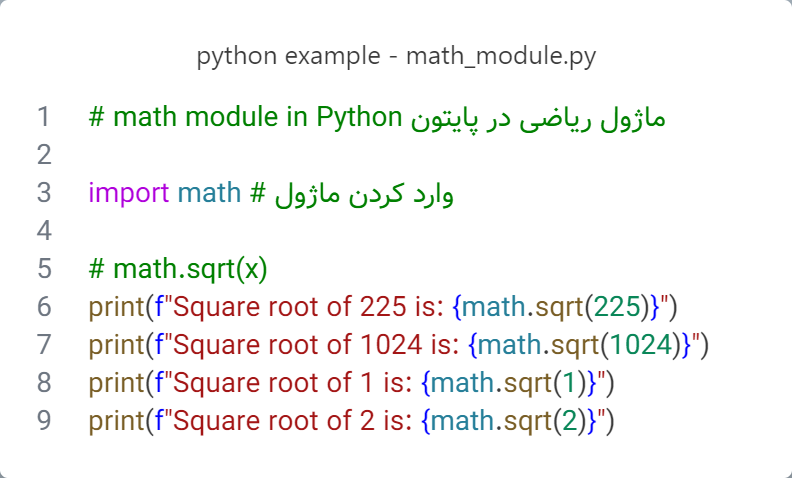 python example - math_module.py
1 # math module in Python ماژول ریاضی در پایتون
2
3 import math # وارد کردن ماژول
4
5 # math.sqrt(x)
6 print(f"Square root of 225 is: {math.sqrt(225)}")
7 print(f"Square root of 1024 is: {math.sqrt(1024)}")
8 print(f"Square root of 1 is: {math.sqrt(1)}")
9 print(f"Square root of 2 is: {math.sqrt(2)}")